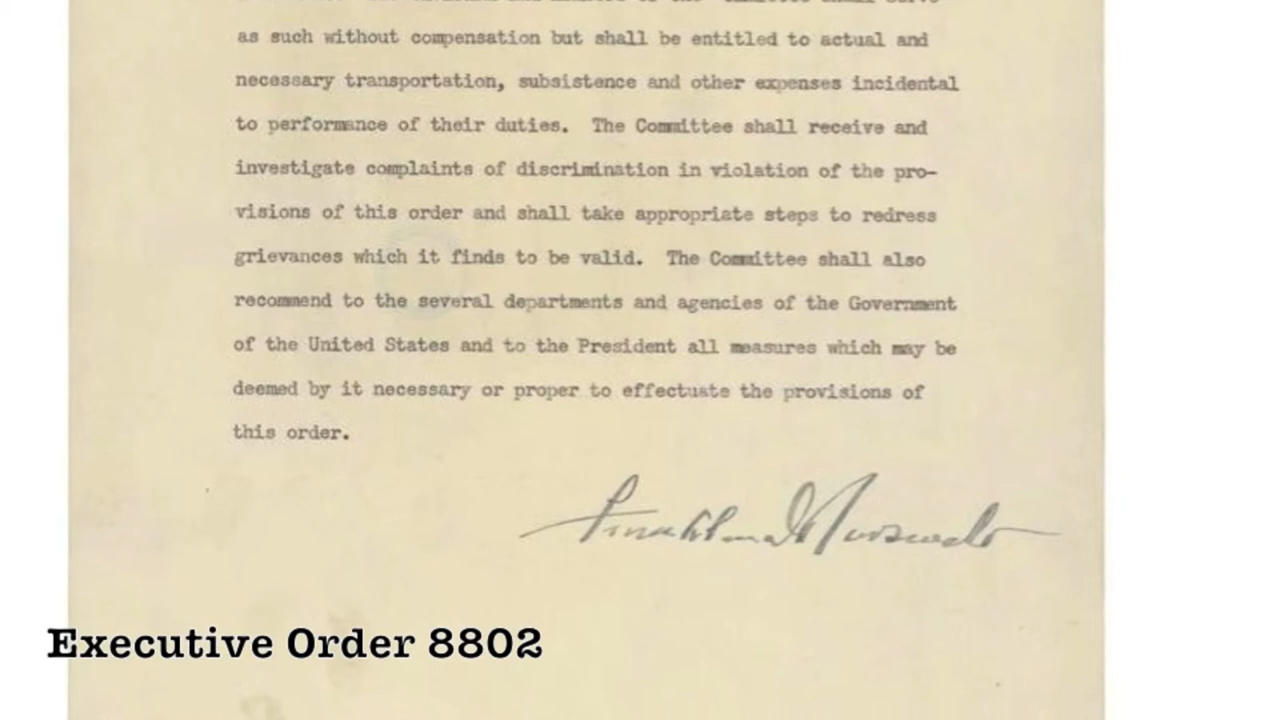 as such without compensation but shall be entitled to actual and
necessary transportation, subsistence and other expenses incidental
to performance of their duties.  The Committee shall receive and
investigate complaints of discrimination in violation of the pro-
visions of this order and shall take appropriate steps to redress
grievances which it finds to be valid.  The Committee shall also
recommend to the several departments and agencies of the Government
of the United States and to the President all measures which may be
deemed by it necessary or proper to effectuate the provisions of
this order.
Franklin D Roosevelt
Executive Order 8802